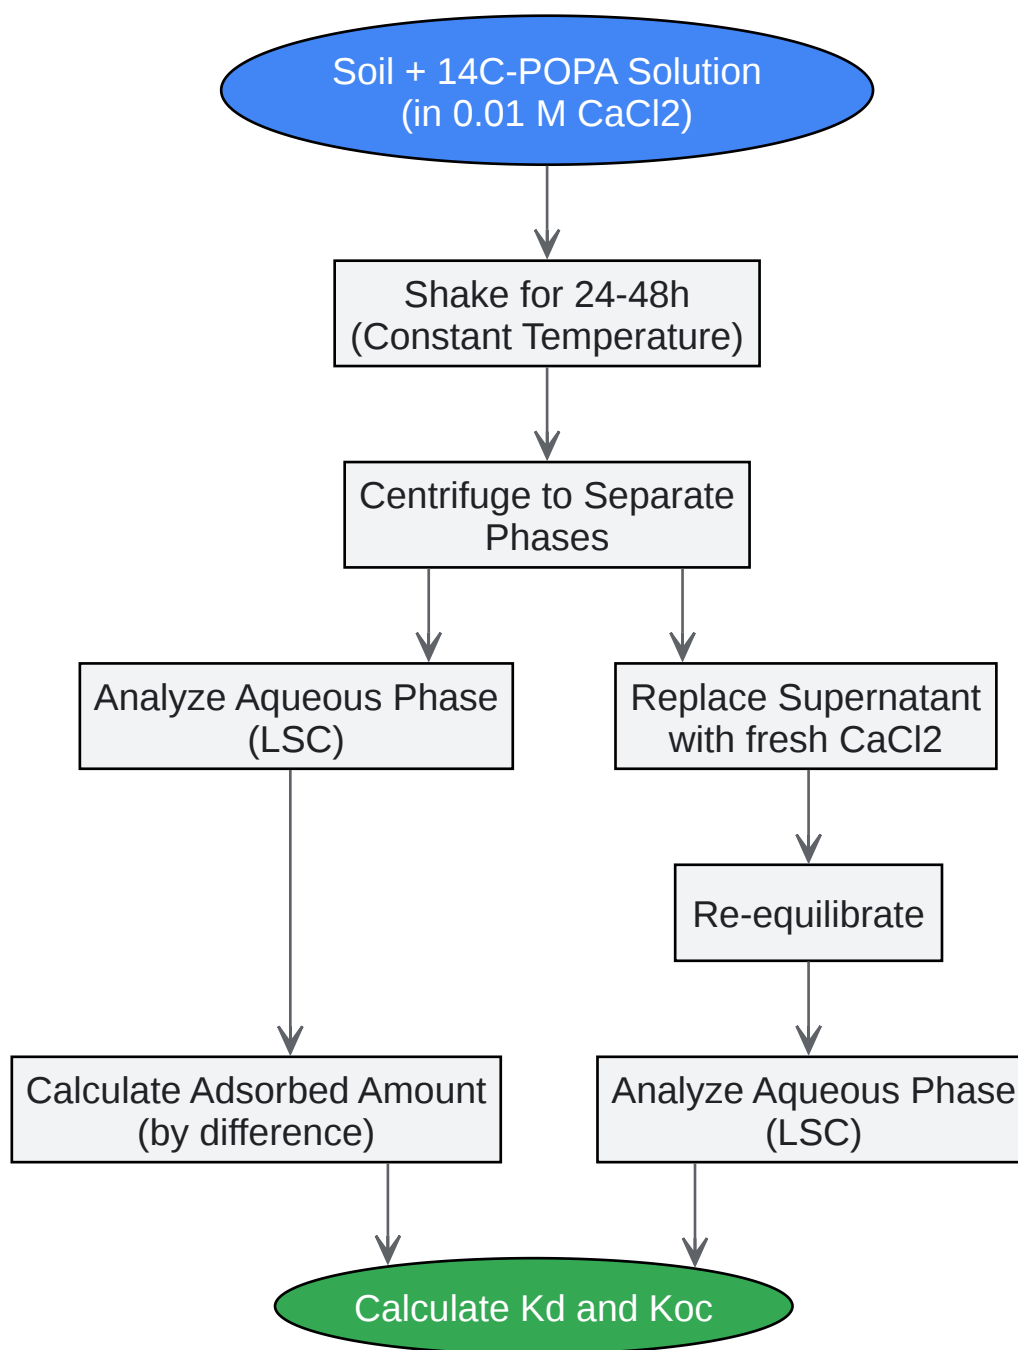 Soil + 14C-POPA Solution
(in 0.01 M CaCl2)
Shake for 24-48h
(Constant Temperature)
Centrifuge to Separate
Phases
Analyze Aqueous Phase
(LSC)
Replace Supernatant
with fresh CaCl2
Re-equilibrate
Calculate Adsorbed Amount
(by difference)
Analyze Aqueous Phase
(LSC)
Calculate Kd and Koc